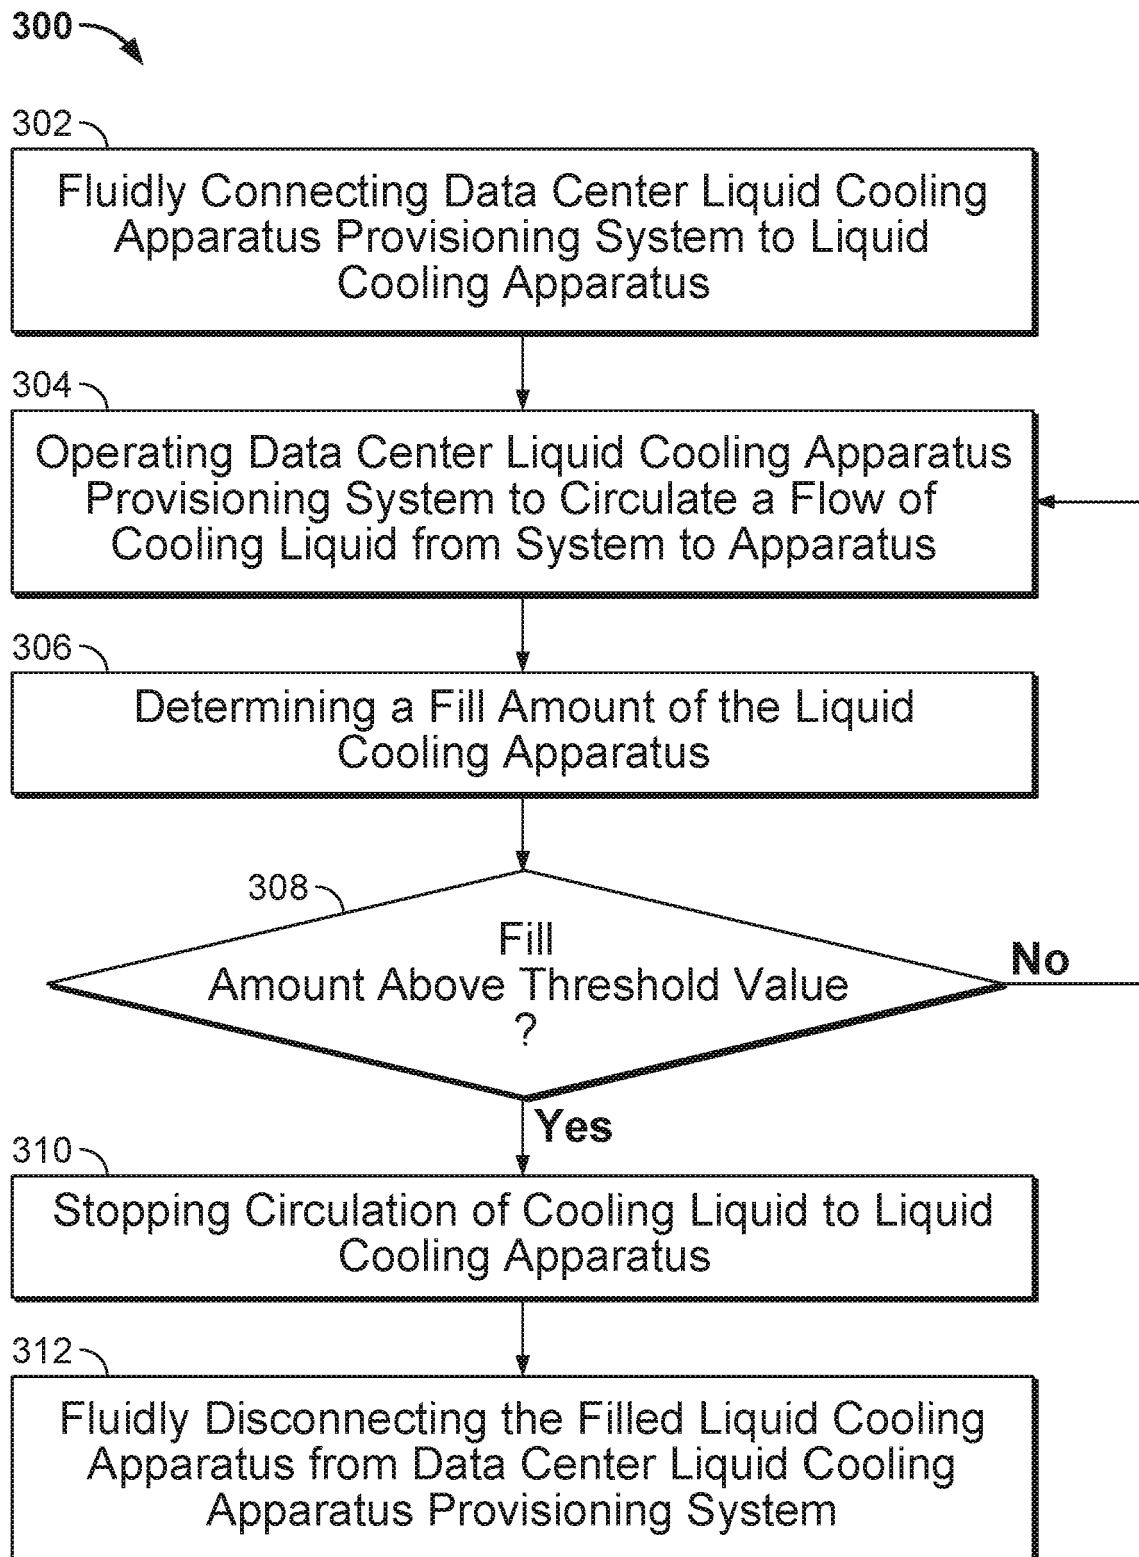 300
302
Fluidly Connecting Data Center Liquid Cooling
Apparatus Provisioning System to Liquid
Cooling Apparatus
304
Operating Data Center Liquid Cooling Apparatus
Provisioning System to Circulate a Flow of
Cooling Liquid from System to Apparatus
306
Determining a Fill Amount of the Liquid
Cooling Apparatus
308
Fill
Amount Above Threshold Value
?
No
Yes
310
Stopping Circulation of Cooling Liquid to Liquid
Cooling Apparatus
312
Fluidly Disconnecting the Filled Liquid Cooling
Apparatus from Data Center Liquid Cooling
Apparatus Provisioning System